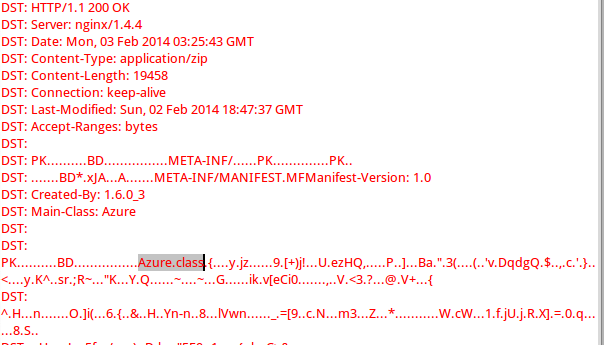 DST: HTTP/1.1 200 OK
DST: Server: nginx/1.4.4
DST: Date: Mon, 03 Feb 2014 03:25:43 GMT
DST: Content-Type: application/zip
DST: Content-Length: 19458
DST: Connection: keep-alive
DST: Last-Modified: Sun, 02 Feb 2014 18:47:37 GMT
DST: Accept-Ranges: bytes
DST:
DST: PK..........BD................META-INF/......PK..............PK..
DST: .......BD*.xJA...A.......META-INF/MANIFEST.MFManifest-Version: 1.0
DST: Created-By: 1.6.0_3
DST: Main-Class: Azure
DST:
DST:
PK..........BD................Azure.class.{....y.jz......9.[+)j!...U.ezHQ,.....P..]...Ba.".3(....(..'v.DqdgQ.$..,.c.'.}..
<....y.K^..sr.;R~..."K...Y.Q......~....~...G......ik.v[eCi0.......,..V.<3.?...@.V+...{
DST:
^.H...n.......O.]i(...6.{..&..H..Yn-n..8...lVwn......_.=[9..c.N...m3...Z...*...........W.cW...1.f.jU.j.R.X].=.0.q...
...8.S..